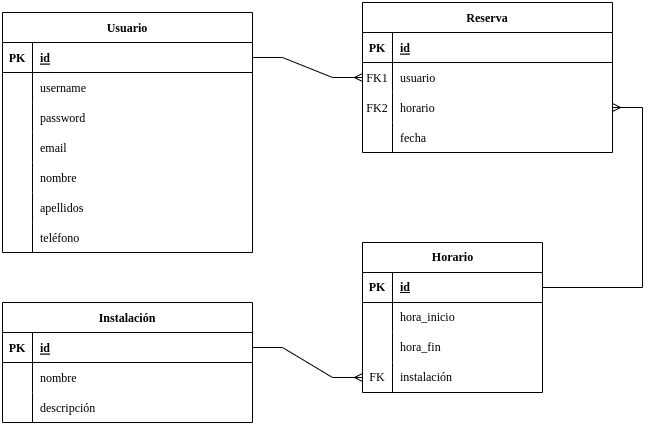 Usuario
PK id
username
password
email
nombre
apellidos
teléfono
Reserva
PK id
FK1 usuario
FK2 horario
fecha
Instalación
PK id
nombre
descripción
Horario
PK id
hora_inicio
hora_fin
FK instalación